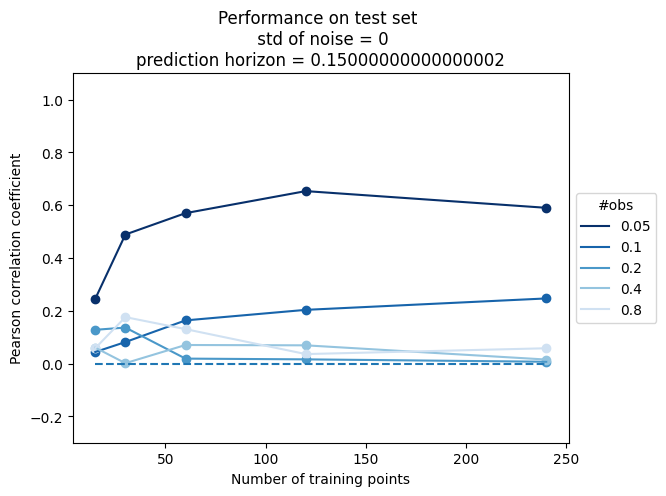 Performance on test set
std of noise = 0
prediction horizon = 0.15000000000000002
1.0
0.8
0.6
0.4
0.2
0.0
−0.2
Pearson correlation coefficient
50
100
150
200
250
Number of training points
#obs
0.05
0.1
0.2
0.4
0.8